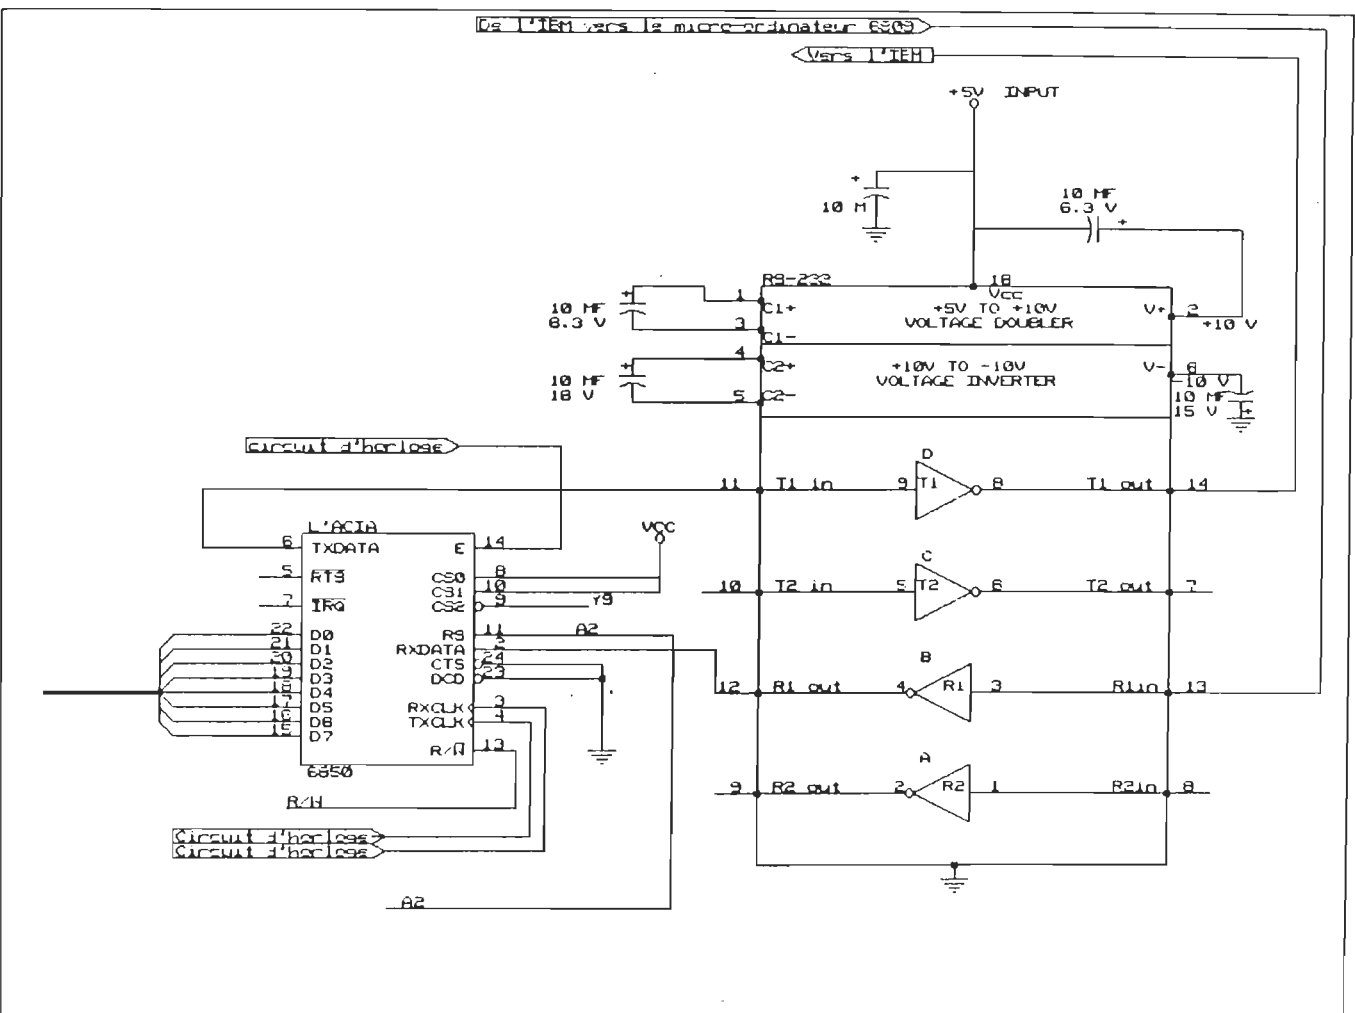 De l'IEM vers le micro-ordinateur 6809
Vers l'IEM
+5V INPUT
+
10 M
10 MF
6.3 V
+
RS-232
18
VCC
+5V TO +10V
VOLTAGE DOUBLER
V+
2
+10 V
10 MF
6.3 V
+
1
C1+
3
C1-
10 MF
16 V
+
4
C2+
5
C2-
+10V TO -10V
VOLTAGE INVERTER
V-
6
-10 V
10 MF
15 V
+
circuit d'horloge
11
T1 in
9
D
T1
8
T1 out
14
10
T2 in
5
C
T2
6
T2 out
7
12
R1 out
4
B
R1
3
R1in
13
9
R2 out
2
A
R2
1
R2in
8
L'ACIA
6
TXDATA
E
14
5
RTS
CS0
8
CS1
10
7
IRQ
CS2
9
Y9
VCC
22
D0
RS
11
A2
21
D1
RXDATA
2
20
D2
CTS
24
19
D3
DCD
23
18
D4
17
D5
RXCLK
3
16
D6
TXCLK
4
15
D7
R/W
13
6850
R/W
Circuit d'horloge
Circuit d'horloge
A2